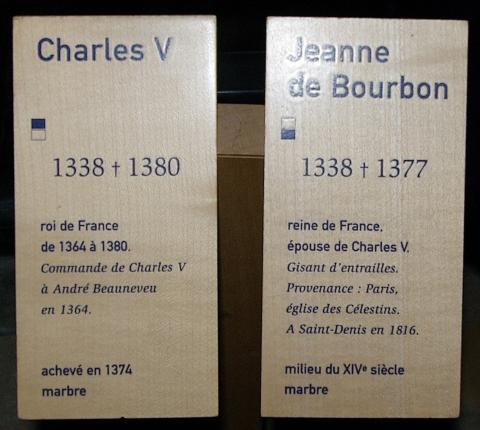 Charles V
1338 † 1380
roi de France
de 1364 à 1380.
Commande de Charles V
à André Beauneveu
en 1364.
achevé en 1374
marbre
Jeanne
de Bourbon
1338 † 1377
reine de France,
épouse de Charles V.
Gisant d'entrailles.
Provenance : Paris,
église des Célestins.
A Saint-Denis en 1816.
milieu du XIVe siècle
marbre